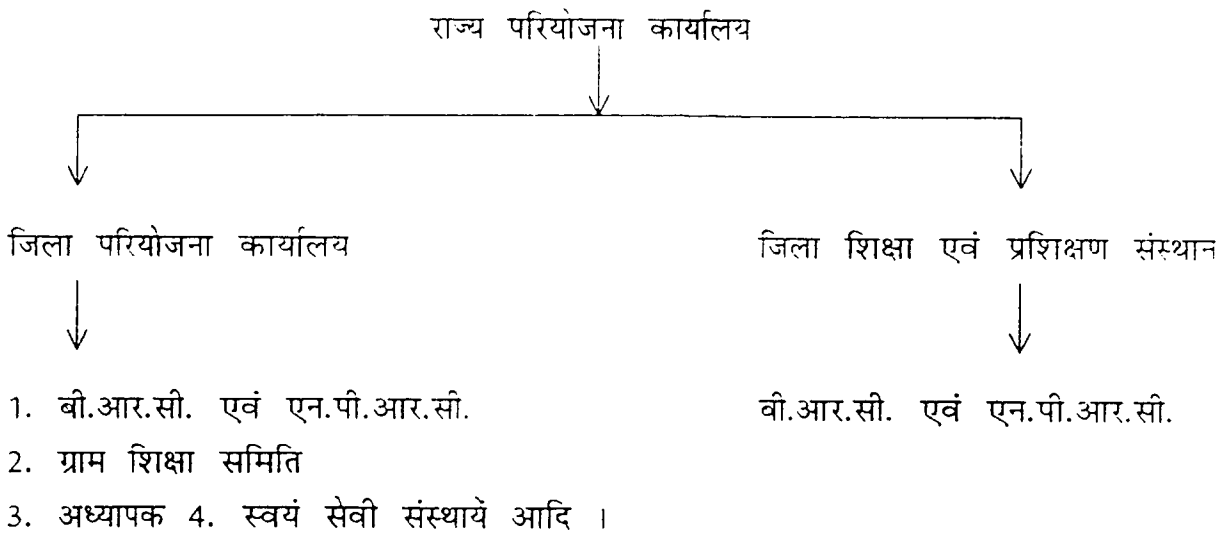 राज्य परियोजना कार्यालय
जिला परियोजना कार्यालय
जिला शिक्षा एवं प्रशिक्षण संस्थान
1. बी.आर.सी. एवं एन.पी.आर.सी.
वी.आर.सी. एवं एन.पी.आर.सी.
2. ग्राम शिक्षा समिति
3. अध्यापक 4. स्वयं सेवी संस्थायें आदि ।